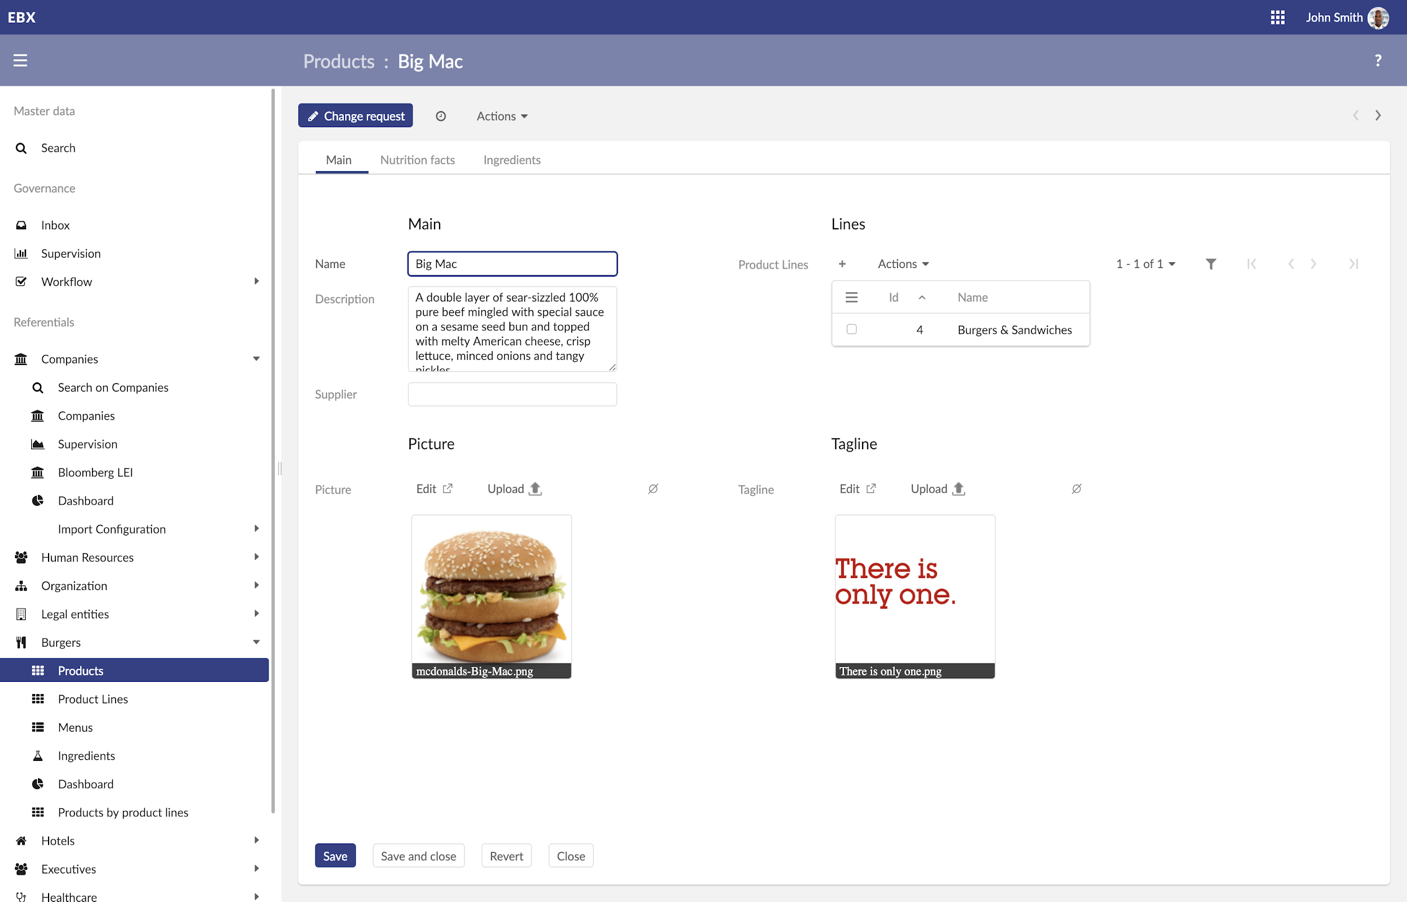 EBX
John Smith
Products : Big Mac
?
Master data
Search
Governance
Inbox
Supervision
Workflow
Referentials
Companies
Search on Companies
Companies
Supervision
Bloomberg LEI
Dashboard
Import Configuration
Human Resources
Organization
Legal entities
Burgers
Products
Product Lines
Menus
Ingredients
Dashboard
Products by product lines
Hotels
Executives
Healthcare
Change request
Actions
Main Nutrition facts Ingredients
Main
Name
Big Mac
Description
A double layer of sear-sizzled 100%
pure beef mingled with special sauce
on a sesame seed bun and topped
with melty American cheese, crisp
lettuce, minced onions and tangy
pickles
Supplier
Lines
Product Lines
+ Actions
1 - 1 of 1
Id Name
4 Burgers & Sandwiches
Picture
Picture
Edit Upload
mcdonalds-Big-Mac.png
Tagline
Tagline
Edit Upload
There is
only one.
There is only one.png
Save Save and close Revert Close